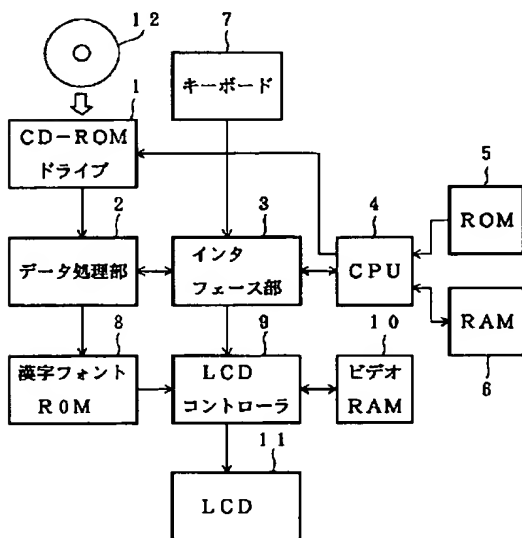 12
7
1
キーボード
CD-ROM
ドライブ
5
2
3
4
ROM
データ処理部
インタ
フェース部
CPU
8
9
10
RAM
6
漢字フォント
ROM
LCD
コントローラ
ビデオ
RAM
11
LCD